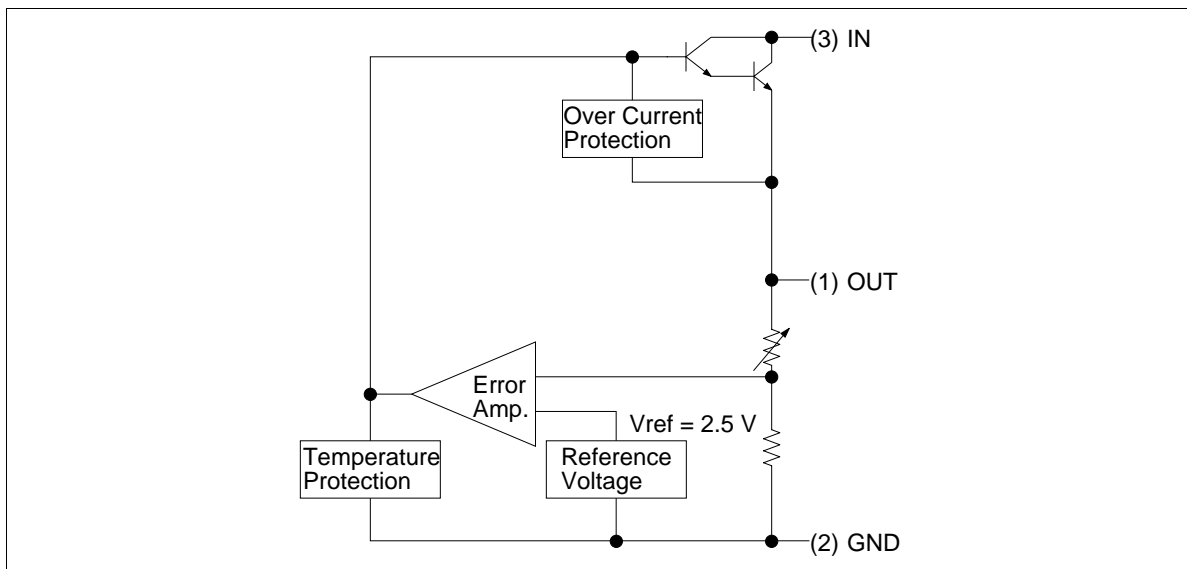 (3) IN
Over Current
Protection
(1) OUT
Error
Amp.
Vref = 2.5 V
Temperature
Protection
Reference
Voltage
(2) GND